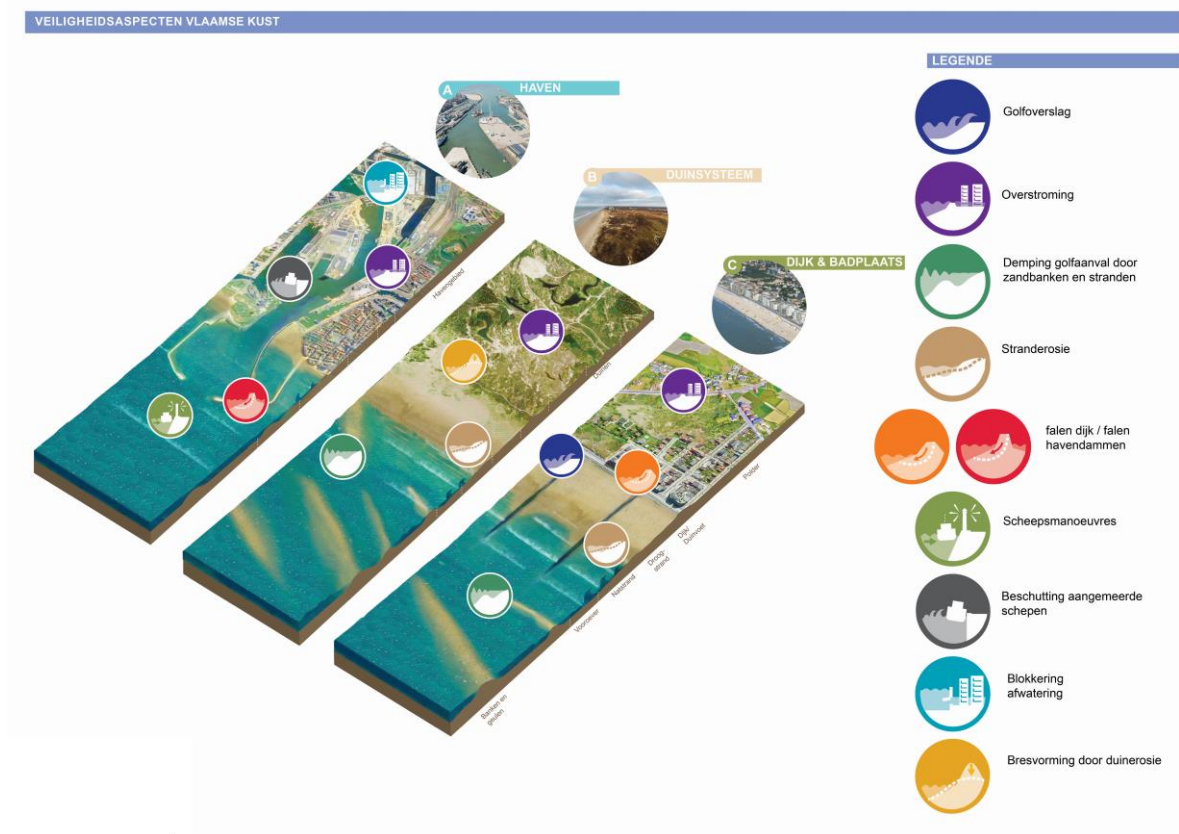 VEILIGHEIDSASPECTEN VLAAMSE KUST
A
HAVEN
B
DUINSYSTEEM
C
DIJK & BADPLAATS
Havengebied
Duinen
Polder
Dijk/
Duinvoet
Droog-
strand
Natstrand
Vooroever
Banken en
geulen
LEGENDE
Golfoverslag
Overstroming
Demping golfaanval door
zandbanken en stranden
Stranderosie
falen dijk / falen
havendammen
Scheepsmanoeuvres
Beschutting aangemeerde
schepen
Blokkering
afwatering
Bresvorming door duinerosie